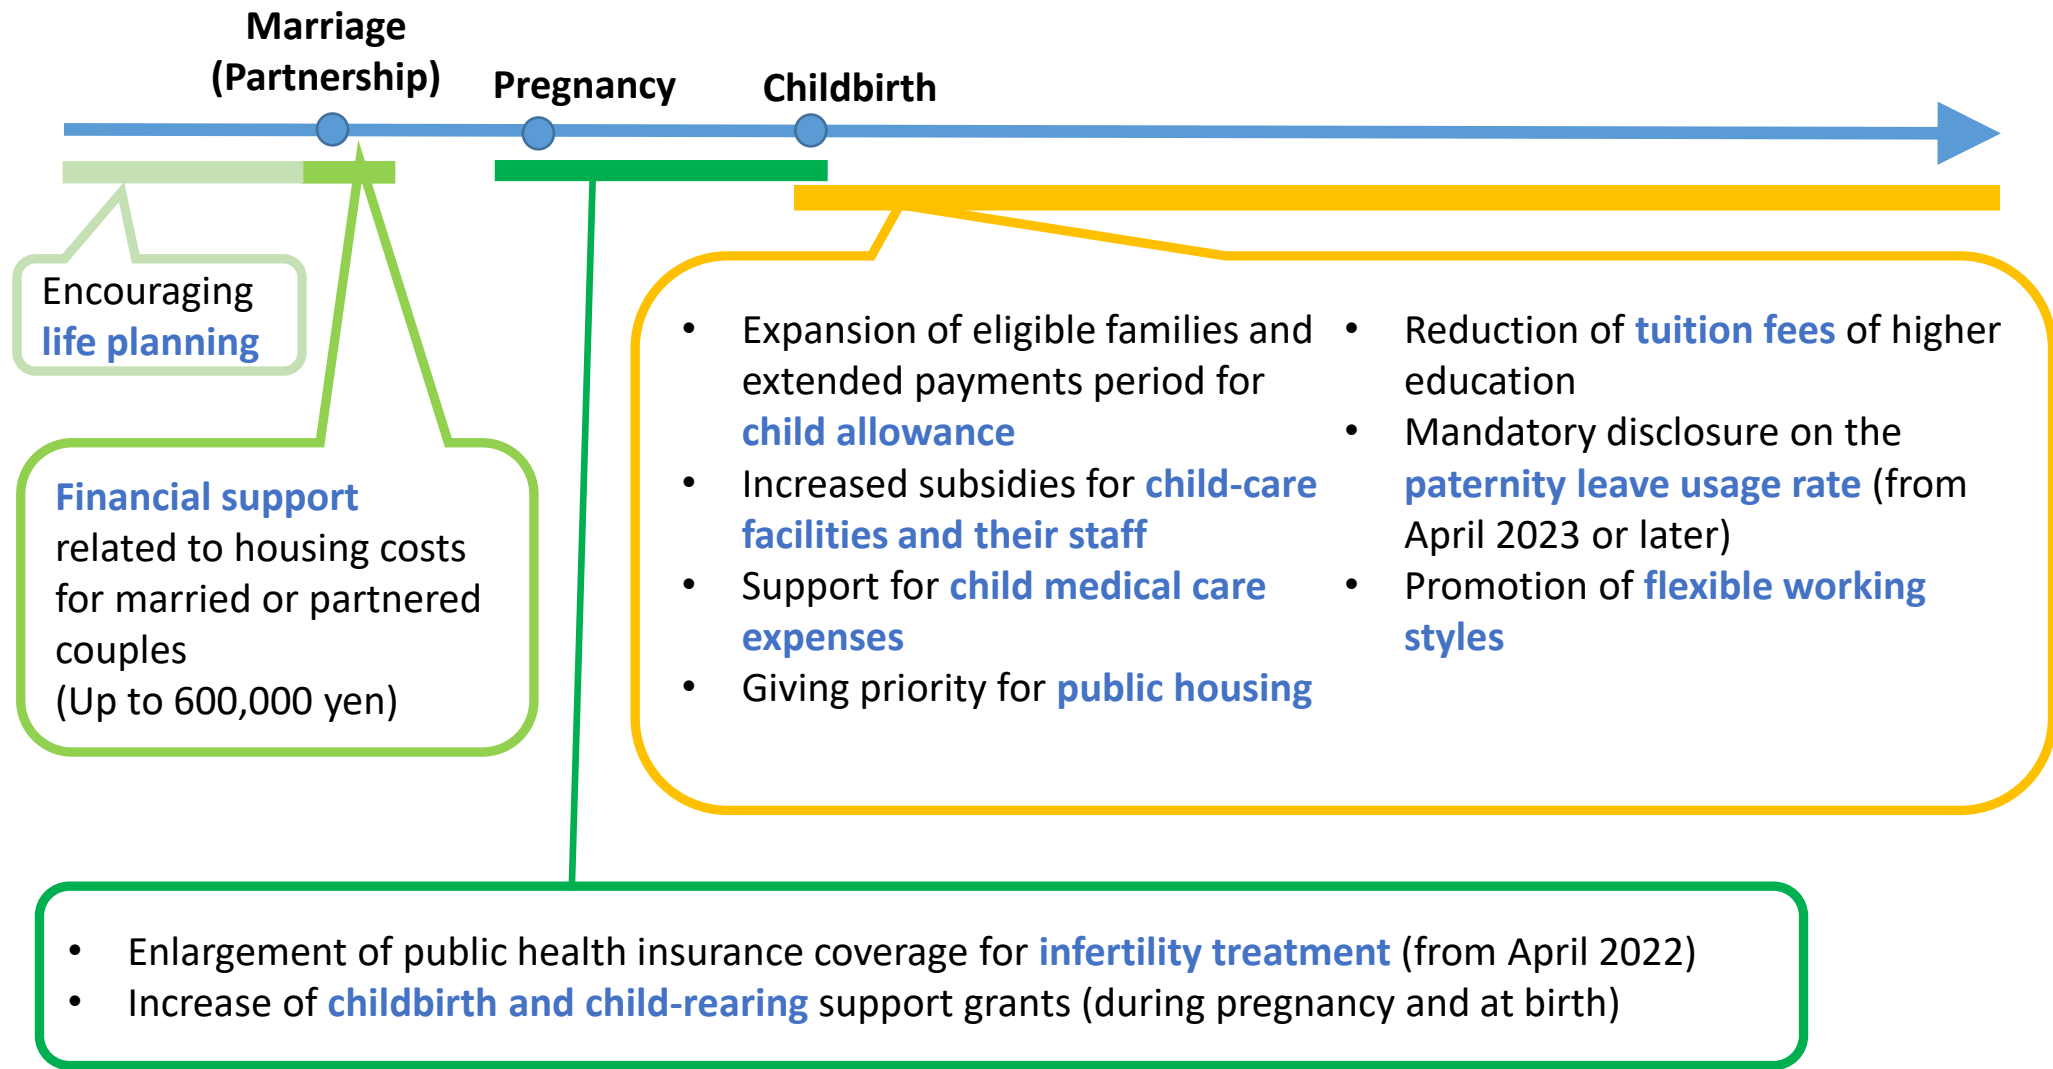 Marriage
(Partnership)
Pregnancy
Childbirth
Encouraging
life planning
Financial support
related to housing costs
for married or partnered
couples
(Up to 600,000 yen)
• Expansion of eligible families and
extended payments period for
child allowance
• Increased subsidies for child-care
facilities and their staff
• Support for child medical care
expenses
• Giving priority for public housing
• Reduction of tuition fees of higher
education
• Mandatory disclosure on the
paternity leave usage rate (from
April 2023 or later)
• Promotion of flexible working
styles
• Enlargement of public health insurance coverage for infertility treatment (from April 2022)
• Increase of childbirth and child-rearing support grants (during pregnancy and at birth)